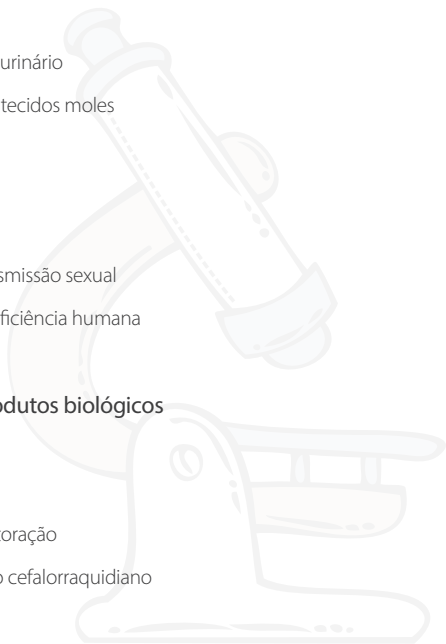 urinário
tecidos moles
smissão sexual
ficiência humana
odutos biológicos
oração
o cefalorraquidiano